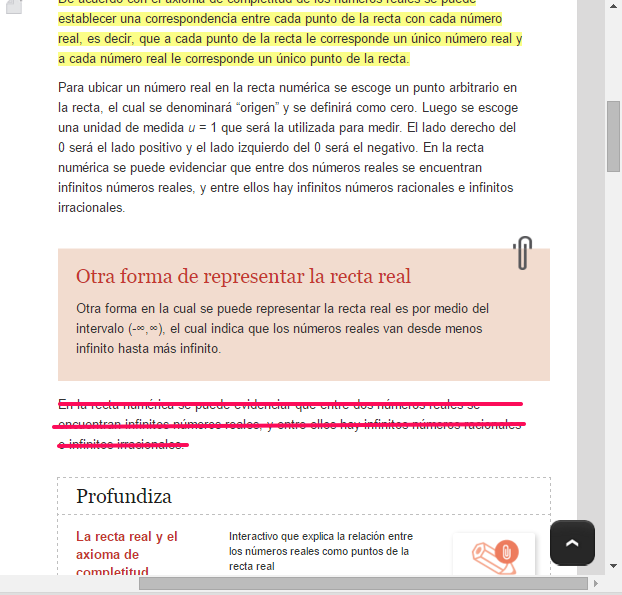 De acuerdo con el axioma de completitud de los números reales se puede
establecer una correspondencia entre cada punto de la recta con cada número
real, es decir, que a cada punto de la recta le corresponde un único número real y
a cada número real le corresponde un único punto de la recta.
Para ubicar un número real en la recta numérica se escoge un punto arbitrario en
la recta, el cual se denominará “origen” y se definirá como cero. Luego se escoge
una unidad de medida u = 1 que será la utilizada para medir. El lado derecho del
0 será el lado positivo y el lado izquierdo del 0 será el negativo. En la recta
numérica se puede evidenciar que entre dos números reales se encuentran
infinitos números reales, y entre ellos hay infinitos números racionales e infinitos
irracionales.
Otra forma de representar la recta real
Otra forma en la cual se puede representar la recta real es por medio del
intervalo (-∞,∞), el cual indica que los números reales van desde menos
infinito hasta más infinito.
En la recta numérica se puede evidenciar que entre dos números reales se
encuentran infinitos números reales, y entre ellos hay infinitos números racionales
e infinitos irracionales.
Profundiza
La recta real y el
axioma de
completitud
Interactivo que explica la relación entre
los números reales como puntos de la
recta real